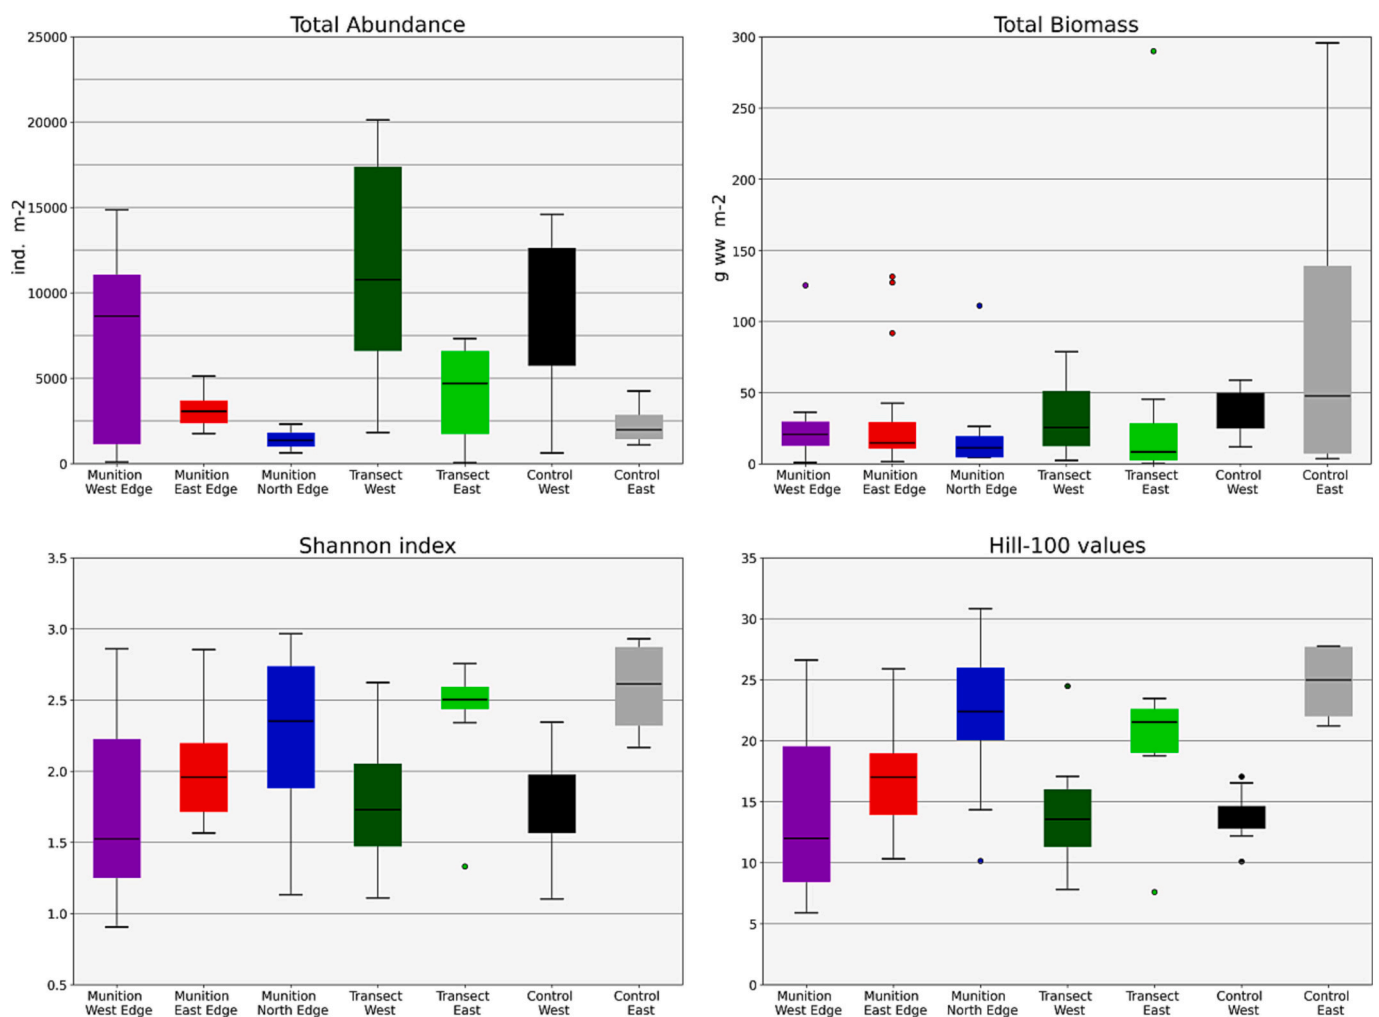 Total Abundance
25000
20000
15000
10000
5000
0
ind. m-2
Munition West Edge
Munition East Edge
Munition North Edge
Transect West
Transect East
Control West
Control East
Total Biomass
300
250
200
150
100
50
0
g ww m-2
Munition West Edge
Munition East Edge
Munition North Edge
Transect West
Transect East
Control West
Control East
Shannon index
3.5
3.0
2.5
2.0
1.5
1.0
0.5
Munition West Edge
Munition East Edge
Munition North Edge
Transect West
Transect East
Control West
Control East
Hill-100 values
35
30
25
20
15
10
5
0
Munition West Edge
Munition East Edge
Munition North Edge
Transect West
Transect East
Control West
Control East